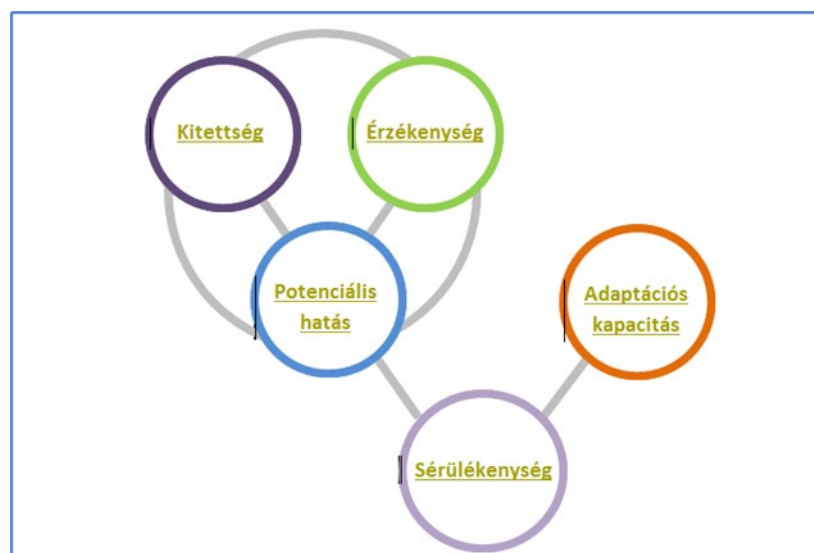 Kitettség
Érzékenység
Potenciális
hatás
Adaptációs
kapacitás
Sérülékenység